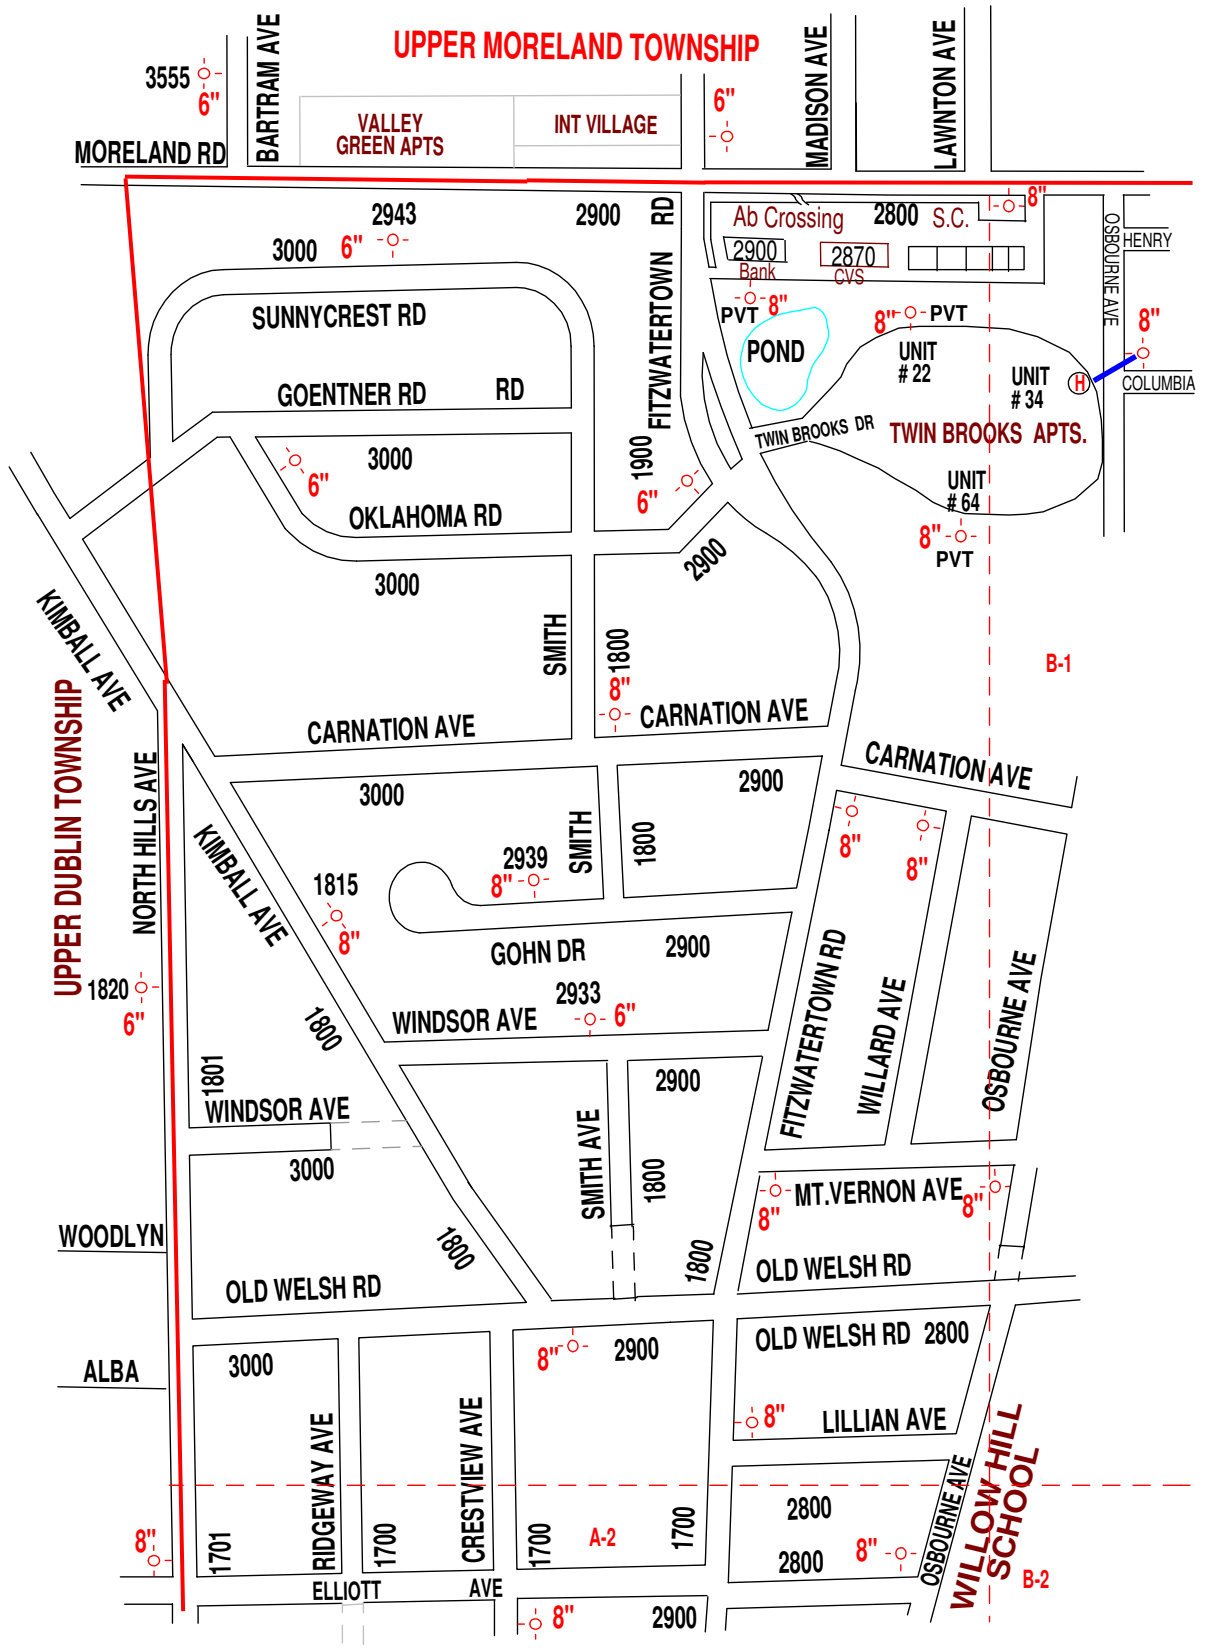 UPPER MORELAND TOWNSHIP
BARTRAM AVE
MADISON AVE
LAWNTON AVE
3555
6"
6"
VALLEY
GREEN APTS
INT VILLAGE
MORELAND RD
2943
3000
6"
2900
RD
FITZWATERTOWN
Ab Crossing
2800
S.C.
8"
2900
Bank
2870
CVS
OSBOURNE AVE
HENRY
SUNNYCREST RD
PVT
8"
8"
PVT
8"
POND
UNIT
# 22
UNIT
# 34
H
COLUMBIA
GOENTNER RD
RD
TWIN BROOKS DR
TWIN BROOKS APTS.
3000
6"
1900
6"
UNIT
# 64
OKLAHOMA RD
8"
PVT
3000
2900
KIMBALL AVE
SMITH
1800
8"
B-1
UPPER DUBLIN TOWNSHIP
CARNATION AVE
CARNATION AVE
CARNATION AVE
NORTH HILLS AVE
3000
2900
KIMBALL AVE
SMITH
1800
8"
8"
2939
8"
1815
8"
GOHN DR
2900
FITZWATERTOWN RD
WILLARD AVE
OSBOURNE AVE
1820
6"
2933
WINDSOR AVE
6"
1800
1801
2900
WINDSOR AVE
3000
SMITH AVE
1800
MT.VERNON AVE
8"
8"
WOODLYN
1800
1800
OLD WELSH RD
OLD WELSH RD
OLD WELSH RD 2800
3000
8"
2900
ALBA
8"
LILLIAN AVE
RIDGEWAY AVE
CRESTVIEW AVE
OSBOURNE AVE
WILLOW HILL
SCHOOL
8"
1701
1700
1700
A-2
1700
2800
2800
8"
B-2
ELLIOTT
AVE
8"
2900